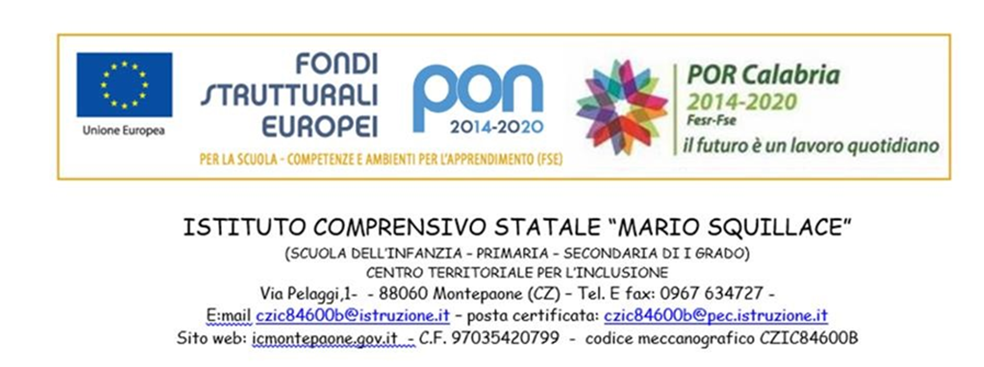 Unione Europea
FONDI
STRUTTURALI
EUROPEI
pon
2014-2020
PER LA SCUOLA - COMPETENZE E AMBIENTI PER L'APPRENDIMENTO (FSE)
POR Calabria
2014-2020
Fesr-Fse
il futuro è un lavoro quotidiano
ISTITUTO COMPRENSIVO STATALE "MARIO SQUILLACE"
(SCUOLA DELL'INFANZIA – PRIMARIA – SECONDARIA DI I GRADO)
CENTRO TERRITORIALE PER L'INCLUSIONE
Via Pelaggi,1- - 88060 Montepaone (CZ) – Tel. E fax: 0967 634727 -
E:mail czic84600b@istruzione.it – posta certificata: czic84600b@pec.istruzione.it
Sito web: icmontepaone.gov.it - C.F. 97035420799 - codice meccanografico CZIC84600B